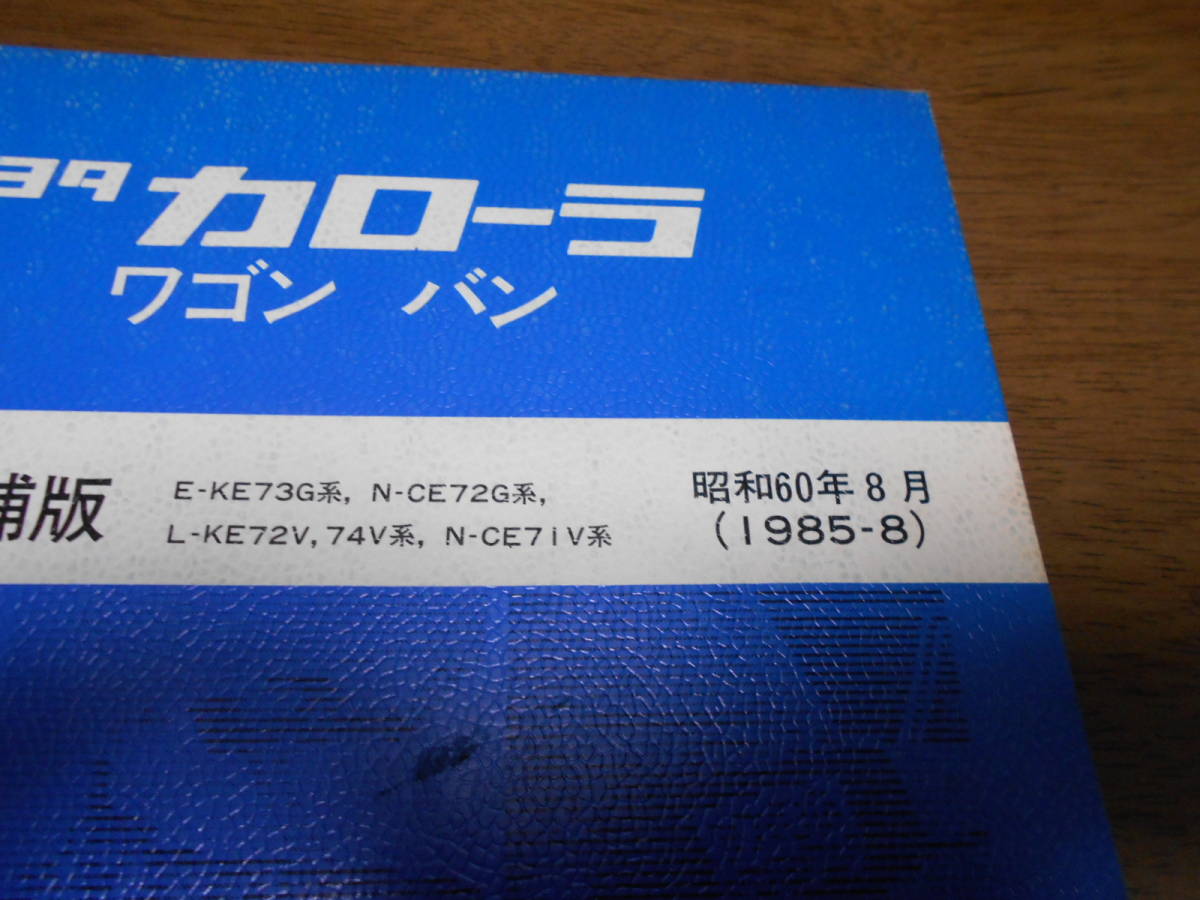 ヨタ カローラ
ワゴン バン
補版
E-KE73G系, N-CE72G系,
L-KE72V, 74V系, N-CE7iV系
昭和60年8月
(1985-8)